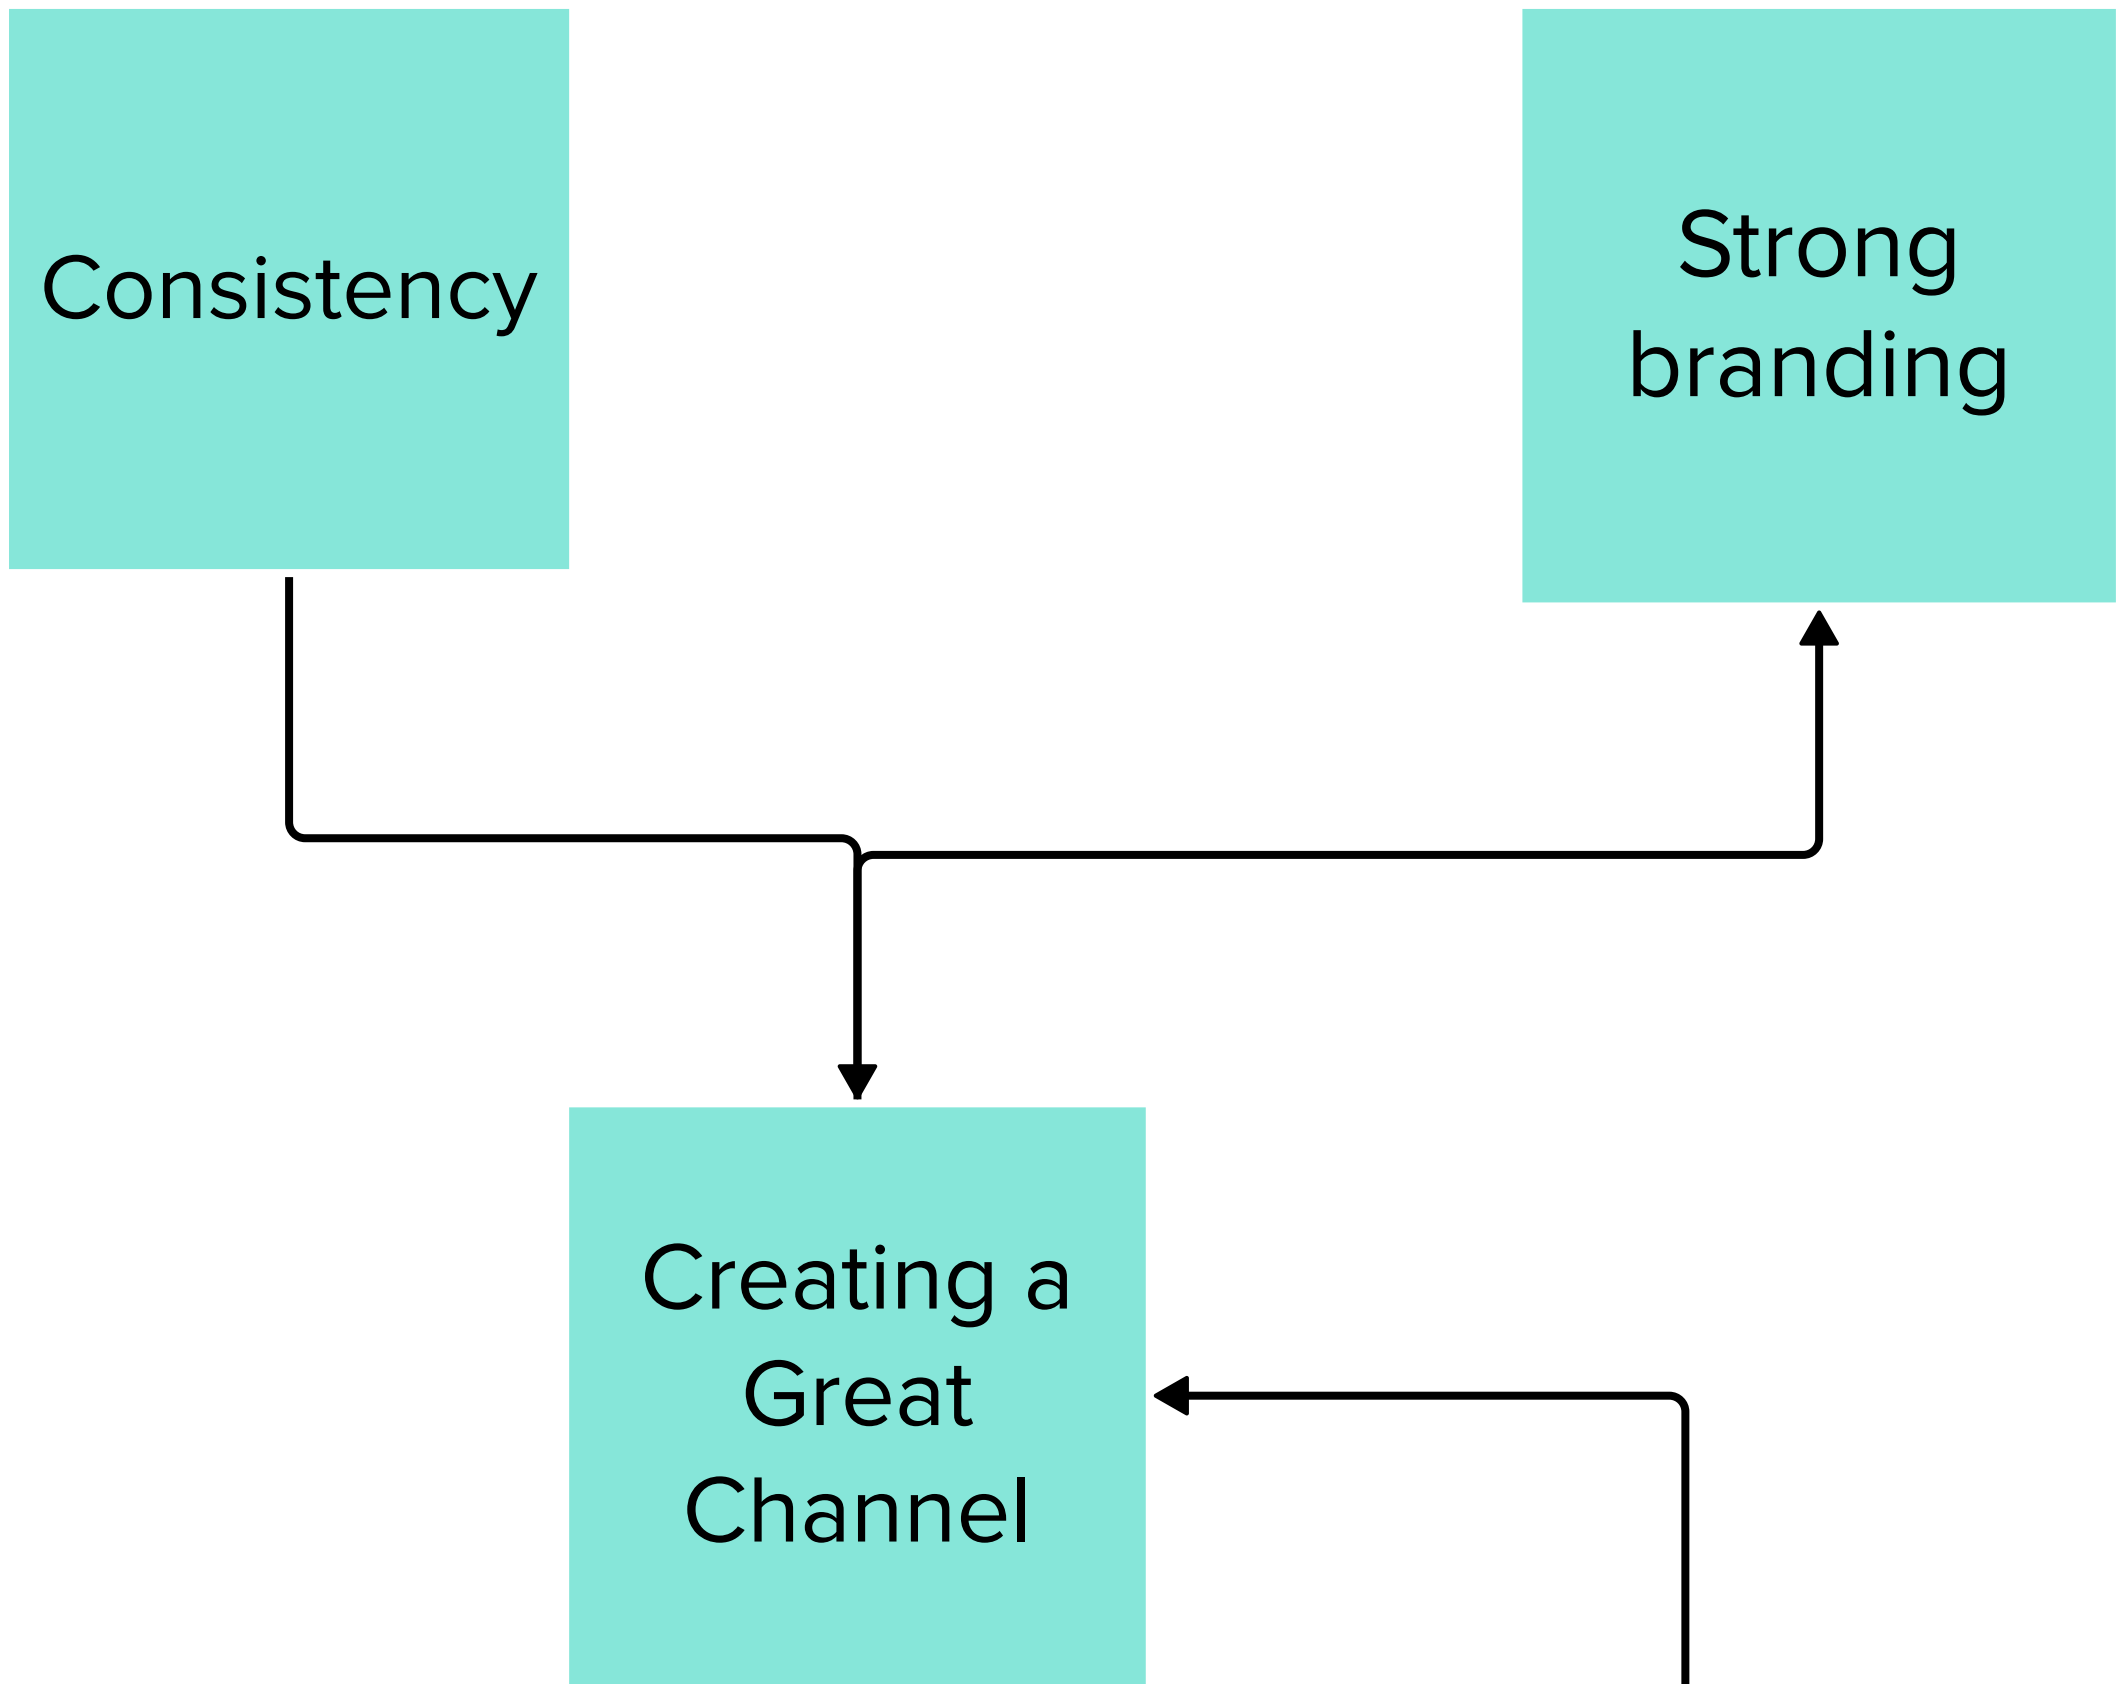 Consistency
Strong
branding
Creating a
Great
Channel